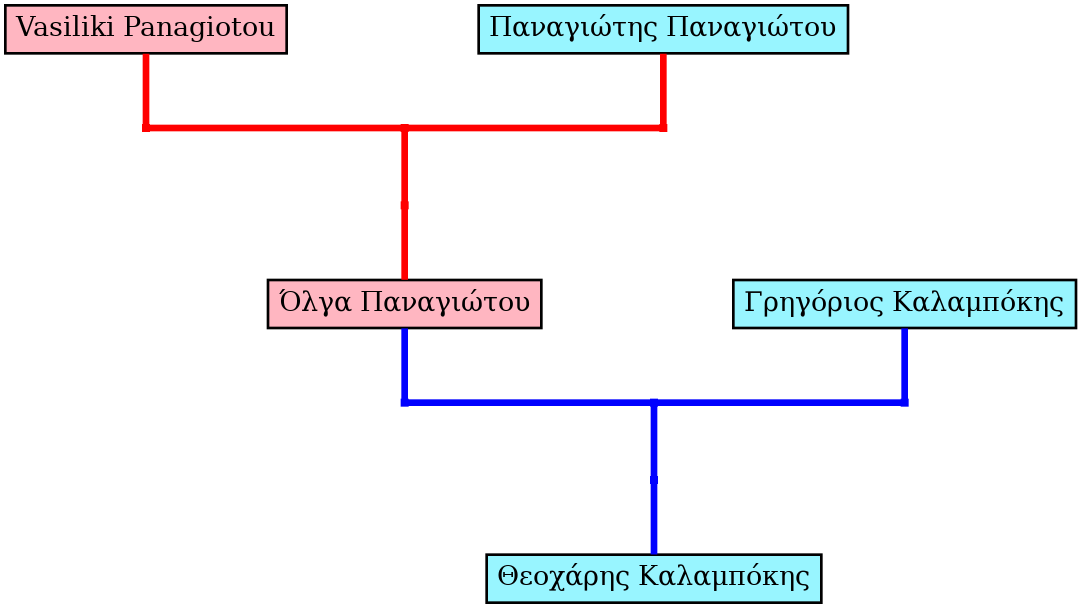 Vasiliki Panagiotou
Παναγιώτης Παναγιώτου
Όλγα Παναγιώτου
Γρηγόριος Καλαμπόκης
Θεοχάρης Καλαμπόκης